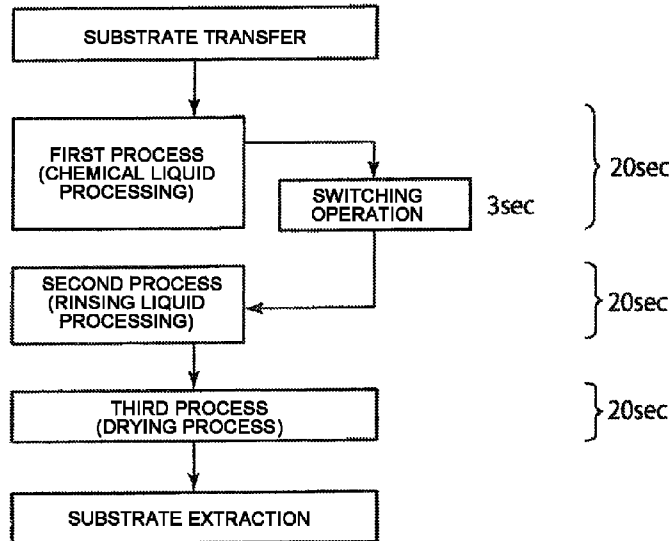 SUBSTRATE TRANSFER
FIRST PROCESS
(CHEMICAL LIQUID
PROCESSING)
20sec
SWITCHING
OPERATION
3sec
SECOND PROCESS
(RINSING LIQUID
PROCESSING)
20sec
THIRD PROCESS
(DRYING PROCESS)
20sec
SUBSTRATE EXTRACTION